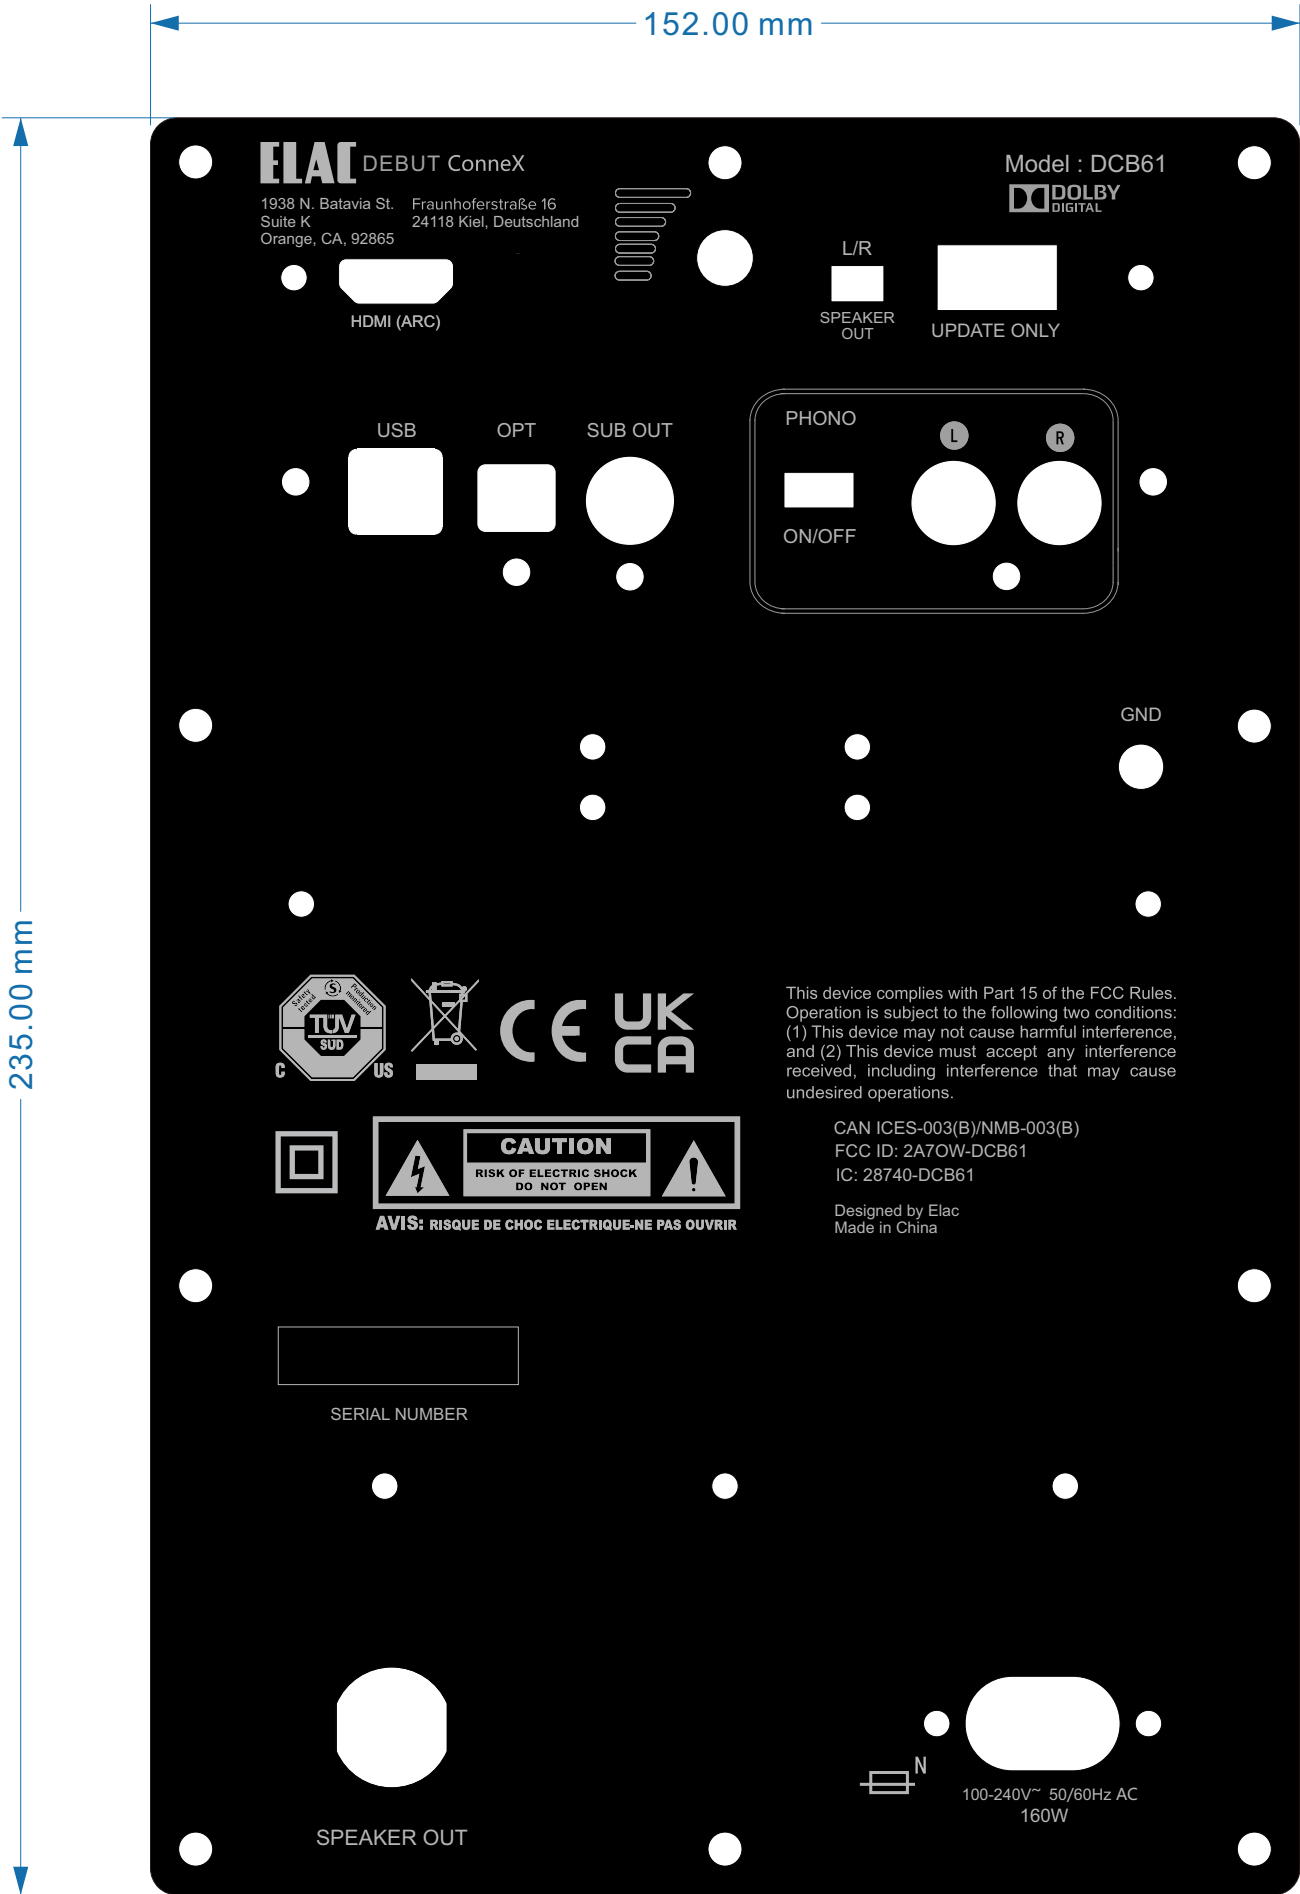 152.00 mm
235.00 mm
ELAC DEBUT ConneX
Model : DCB61
DOLBY
DIGITAL
1938 N. Batavia St.
Suite K
Orange, CA, 92865
Fraunhoferstraße 16
24118 Kiel, Deutschland
HDMI (ARC)
L/R
SPEAKER
OUT
UPDATE ONLY
USB
OPT
SUB OUT
PHONO
L
R
ON/OFF
GND
Safety tested
S
Production monitored
TÜV
SÜD
C
US
CE
UK
CA
This device complies with Part 15 of the FCC Rules.
Operation is subject to the following two conditions:
(1) This device may not cause harmful interference,
and (2) This device must accept any interference
received, including interference that may cause
undesired operations.
CAUTION
RISK OF ELECTRIC SHOCK
DO NOT OPEN
AVIS: RISQUE DE CHOC ELECTRIQUE-NE PAS OUVRIR
CAN ICES-003(B)/NMB-003(B)
FCC ID: 2A7OW-DCB61
IC: 28740-DCB61
Designed by Elac
Made in China
SERIAL NUMBER
SPEAKER OUT
N
100-240V~ 50/60Hz AC
160W